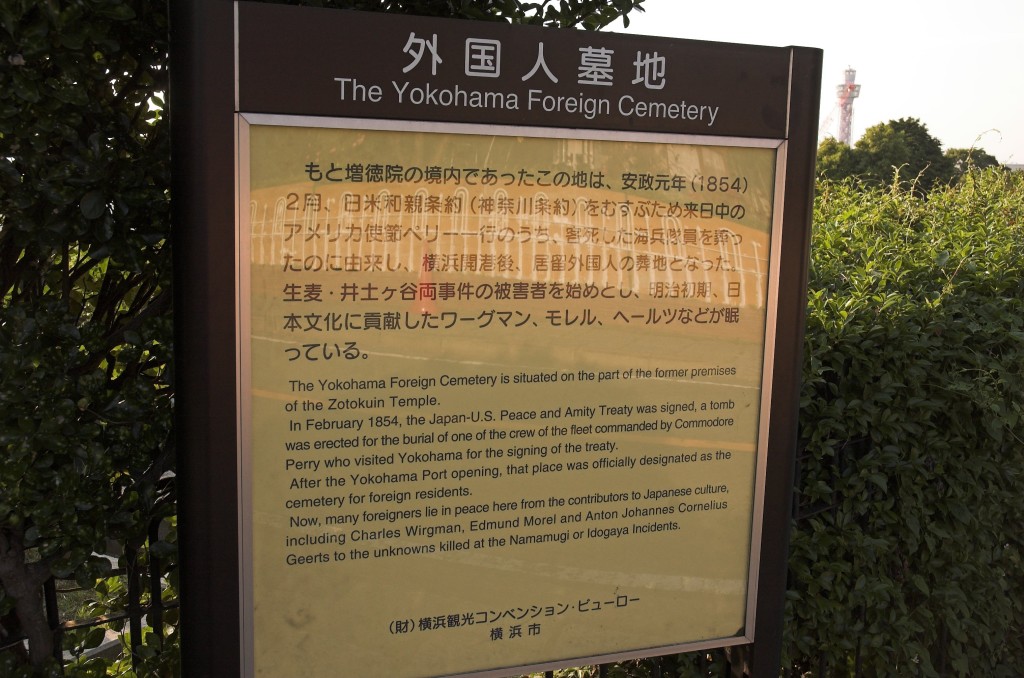 外国人墓地
The Yokohama Foreign Cemetery
もと増徳院の境内であったこの地は、安政元年(1854)
2月、日米和親条約(神奈川条約)をむすぶため来日中の
アメリカ使節ペリー一行のうち、客死した海兵隊員を葬っ
たのに由来し、横浜開港後、居留外国人の葬地となった。
生麦・井土ヶ谷両事件の被害者を始めとし、明治初期、日
本文化に貢献したワーグマン、モレル、ヘールツなどが眠
っている。
The Yokohama Foreign Cemetery is situated on the part of the former premises
of the Zotokuin Temple.
In February 1854, the Japan-U.S. Peace and Amity Treaty was signed, a tomb
was erected for the burial of one of the crew of the fleet commanded by Commodore
Perry who visited Yokohama for the signing of the treaty.
After the Yokohama Port opening, that place was officially designated as the
cemetery for foreign residents.
Now, many foreigners lie in peace here from the contributors to Japanese culture,
including Charles Wirgman, Edmund Morel and Anton Johannes Cornelius
Geerts to the unknowns killed at the Namamugi or Idogaya Incidents.
(財)横浜観光コンベンション・ビューロー
横浜市